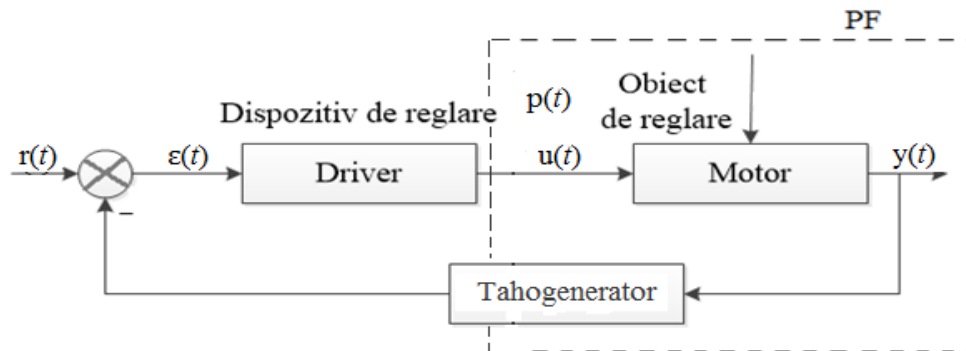 PF
Obiect
de reglare
p(t)
Dispozitiv de reglare
r(t)
ε(t)
Driver
u(t)
Motor
y(t)
−
Tahogenerator